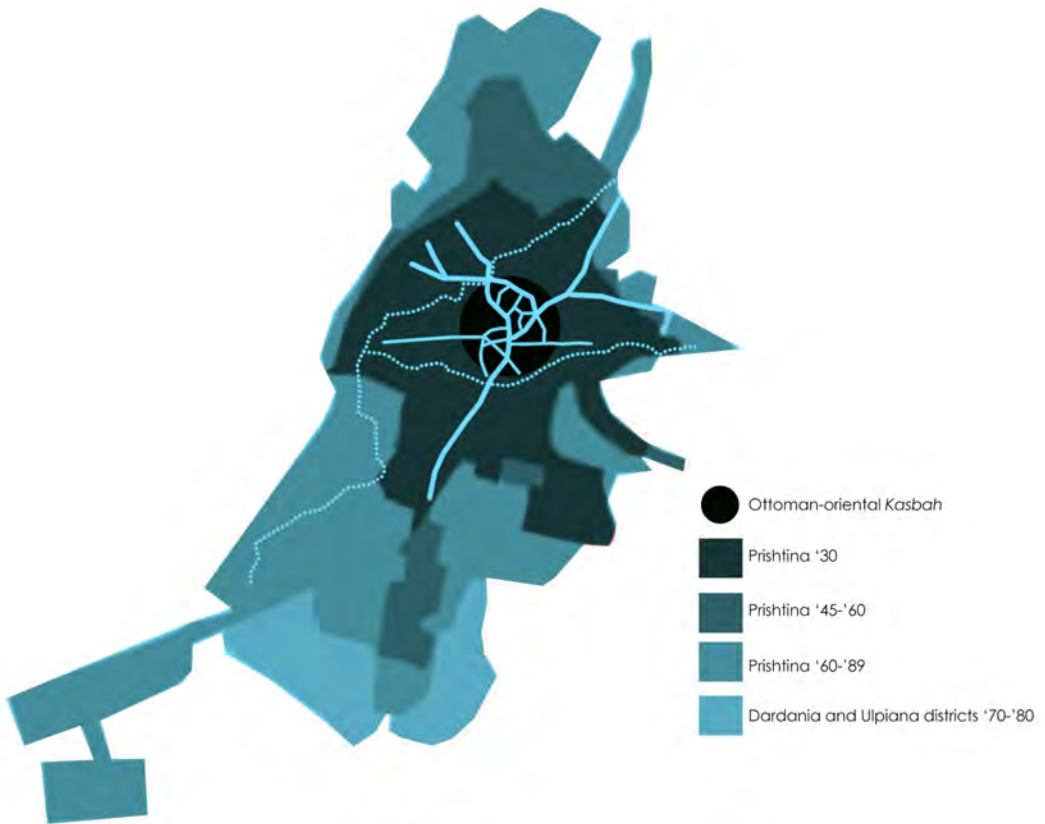 Ottoman-oriental Kasbah
Prishtina ‘30
Prishtina ‘45-’60
Prishtina ‘60-’89
Dardania and Ulpiana districts ‘70-’80